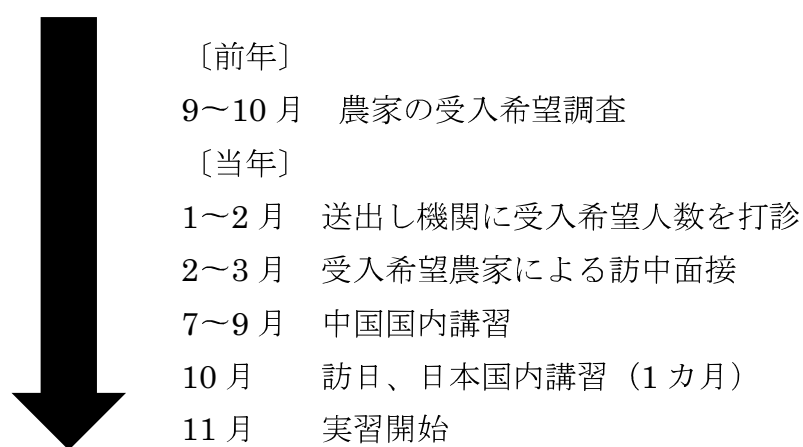 〔前年〕
9～10 月　農家の受入希望調査
〔当年〕
1～2 月　送出し機関に受入希望人数を打診
2～3 月　受入希望農家による訪中面接
7～9 月　中国国内講習
10 月　訪日、日本国内講習（1 カ月）
11 月　実習開始